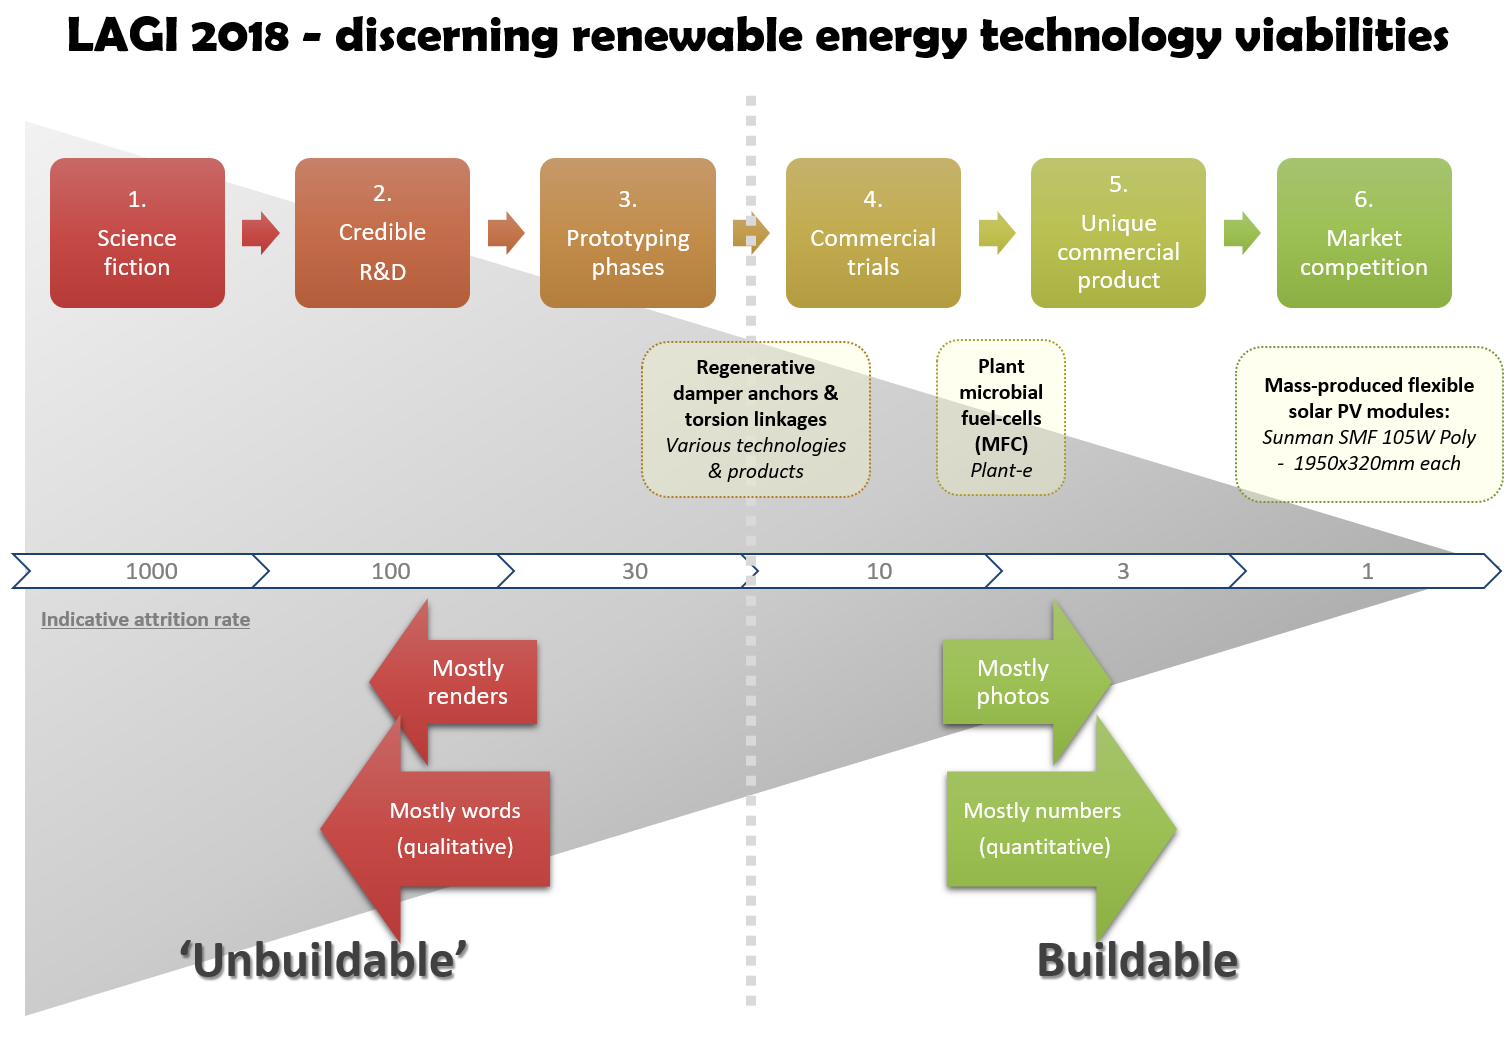 LAGI 2018 - discerning renewable energy technology viabilities
1.
Science
fiction
2.
Credible
R&D
3.
Prototyping
phases
4.
Commercial
trials
5.
Unique
commercial
product
6.
Market
competition
Regenerative
damper anchors &
torsion linkages
Various technologies
& products
Plant
microbial
fuel-cells
(MFC)
Plant-e
Mass-produced flexible
solar PV modules:
Sunman SMF 105W Poly
- 1950x320mm each
1000
100
30
10
3
1
Indicative attrition rate
Mostly
renders
Mostly
photos
Mostly words
(qualitative)
Mostly numbers
(quantitative)
‘Unbuildable’
Buildable